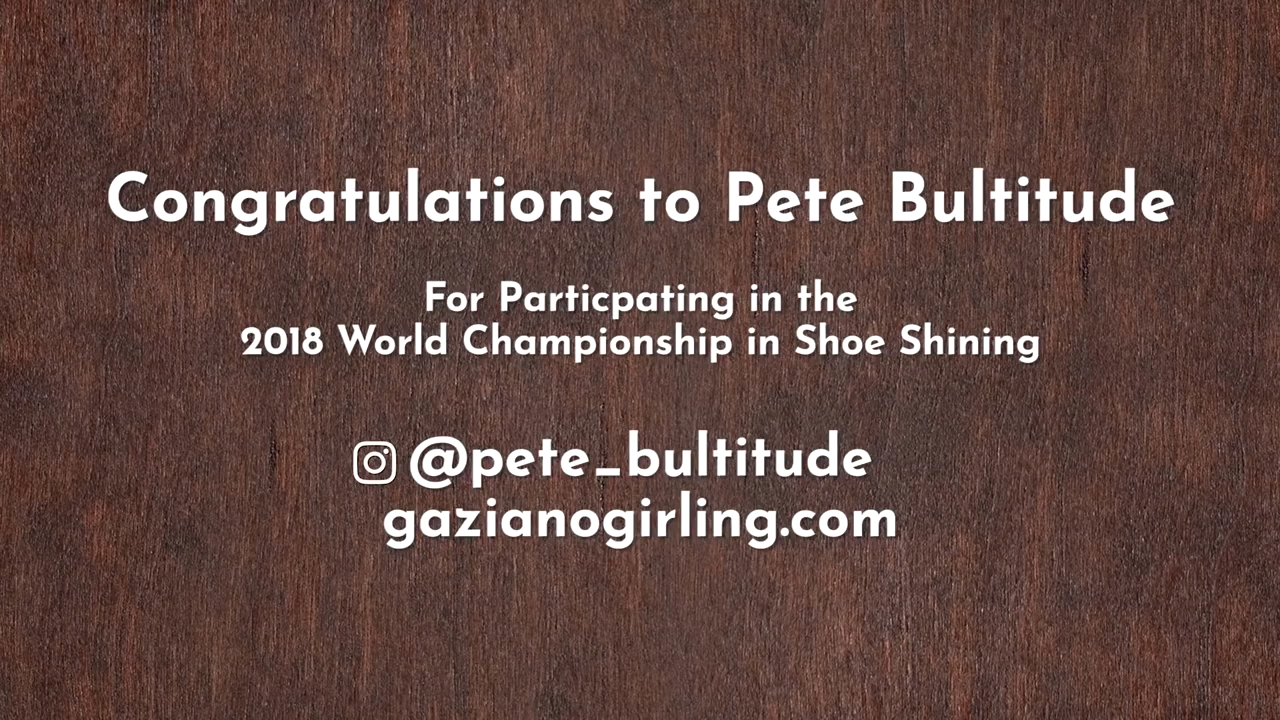 Congratulations to Pete Bultitude
For Particpating in the
2018 World Championship in Shoe Shining
@pete_bultitude
gazianogirling.com